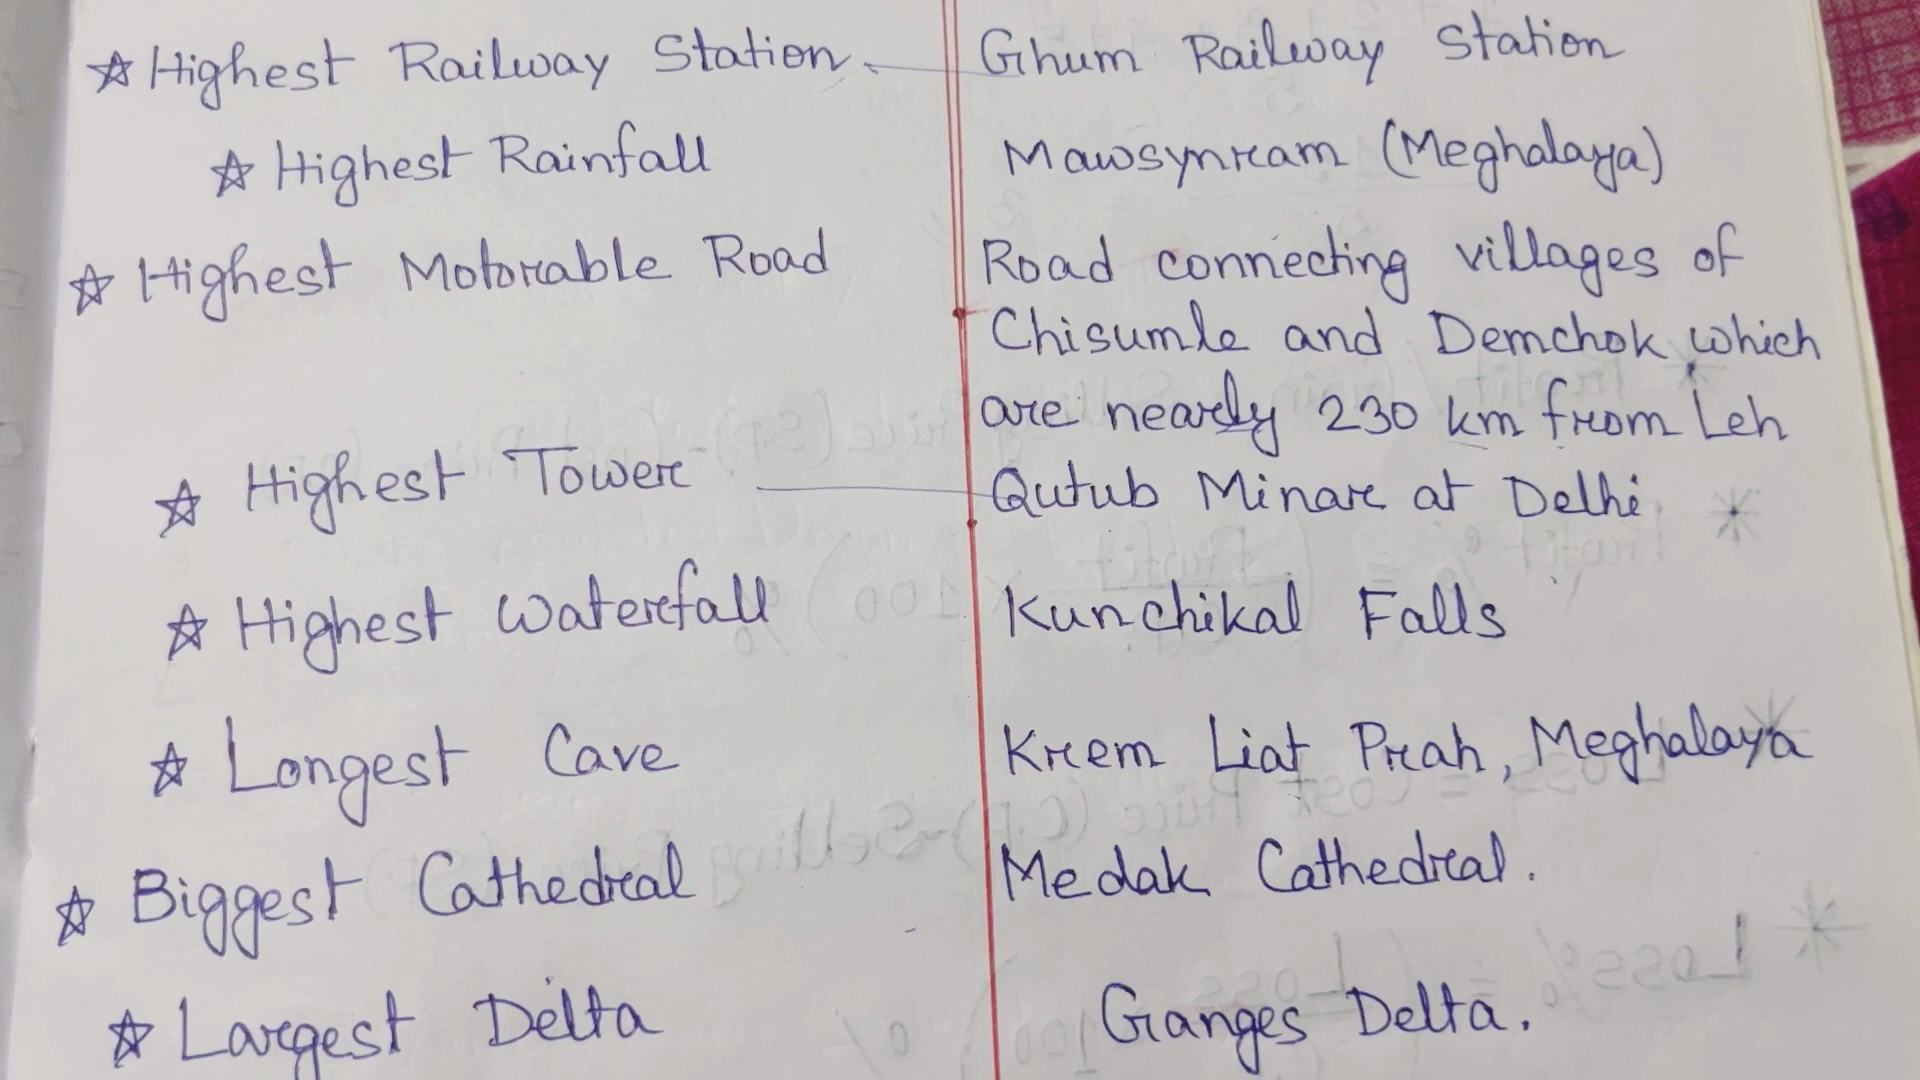 ☆ Highest Railway Station Ghum Railway Station
☆ Highest Rainfall Mawsynram (Meghalaya)
☆ Highest Motorable Road Road connecting villages of
Chisumle and Demchok which
are nearly 230 km from Leh
☆ Highest Tower Qutub Minar at Delhi
☆ Highest Waterfall Kunchikal Falls
☆ Longest Cave Krem Liat Prah, Meghalaya
☆ Biggest Cathedral Medak Cathedral.
☆ Largest Delta Ganges Delta.